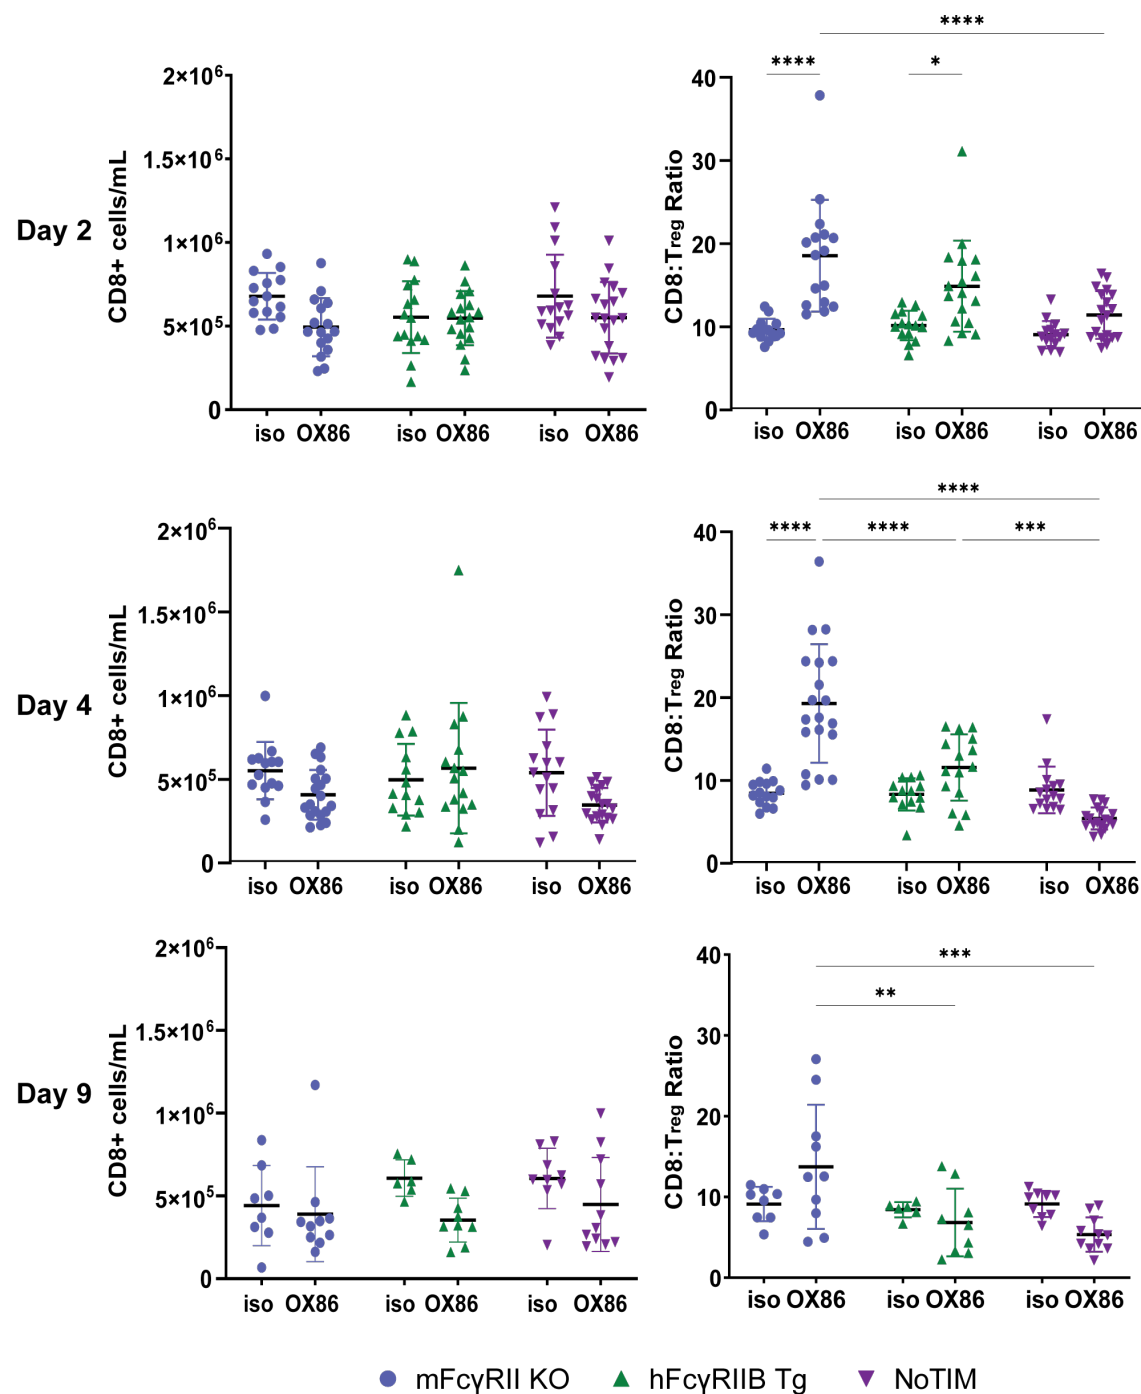 Day 2
CD8+ cells/mL
2×10⁶
1.5×10⁶
1×10⁶
5×10⁵
0
iso OX86 iso OX86 iso OX86
CD8:Treg Ratio
40
30
20
10
0
**** * ****
iso OX86 iso OX86 iso OX86
Day 4
CD8+ cells/mL
2×10⁶
1.5×10⁶
1×10⁶
5×10⁵
0
iso OX86 iso OX86 iso OX86
CD8:Treg Ratio
40
30
20
10
0
****
**** **** ***
iso OX86 iso OX86 iso OX86
Day 9
CD8+ cells/mL
2×10⁶
1.5×10⁶
1×10⁶
5×10⁵
0
iso OX86 iso OX86 iso OX86
CD8:Treg Ratio
40
30
20
10
0
***
**
iso OX86 iso OX86 iso OX86
mFcγRII KO hFcγRIIB Tg NoTIM